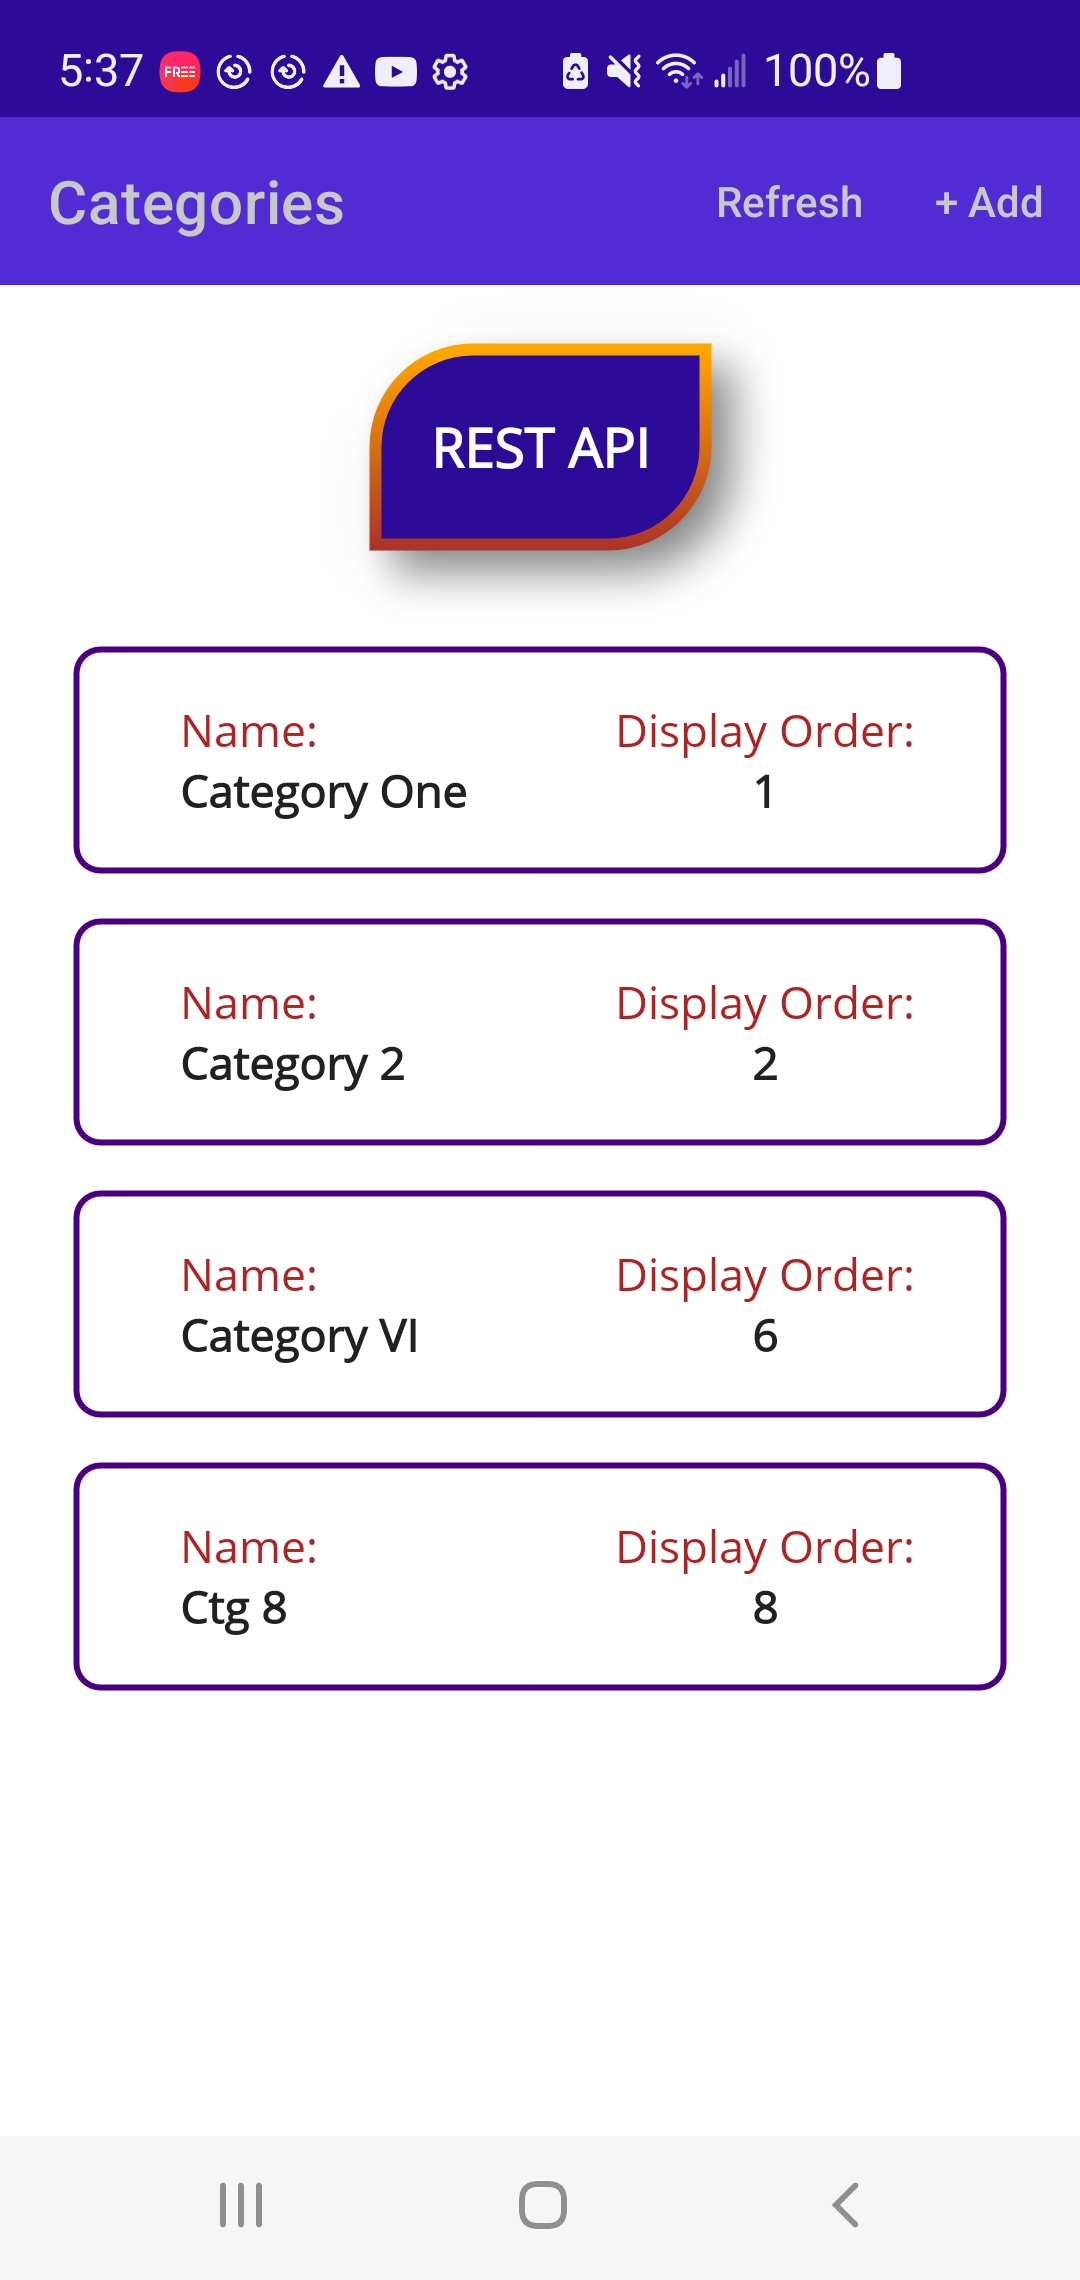 5:37 FREE 100%
Categories Refresh + Add
REST API
Name: Display Order:
Category One 1
Name: Display Order:
Category 2 2
Name: Display Order:
Category VI 6
Name: Display Order:
Ctg 8 8